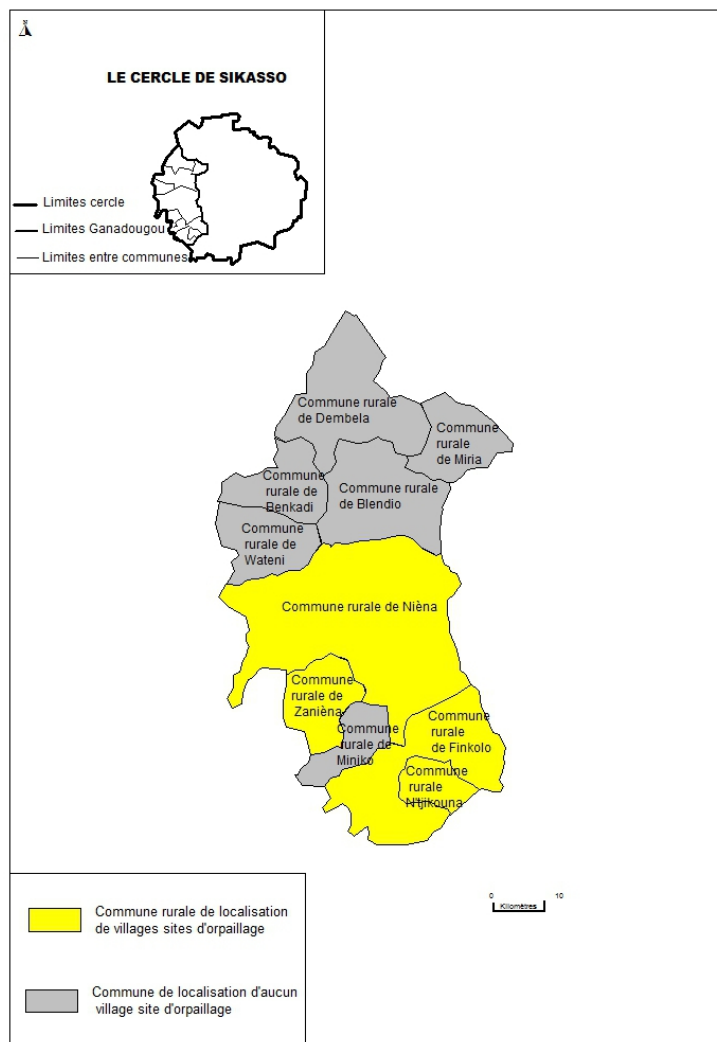 N
LE CERCLE DE SIKASSO
Limites cercle
Limites Ganadougou
Limites entre communes
Commune rurale
de Dembela
Commune
rurale
de Miria
Commune
rurale de
Benkadi
Commune rurale
de Blendio
Commune
rurale de
Wateni
Commune rurale de Nièna
Commune
rurale de
Zanièna
Commune
rurale de
Miniko
Commune
rurale
de Finkolo
Commune
rurale
N'tjikouna
0 10
Kilomètres
Commune rurale de localisation
de villages sites d'orpaillage
Commune de localisation d'aucun
village site d'orpaillage